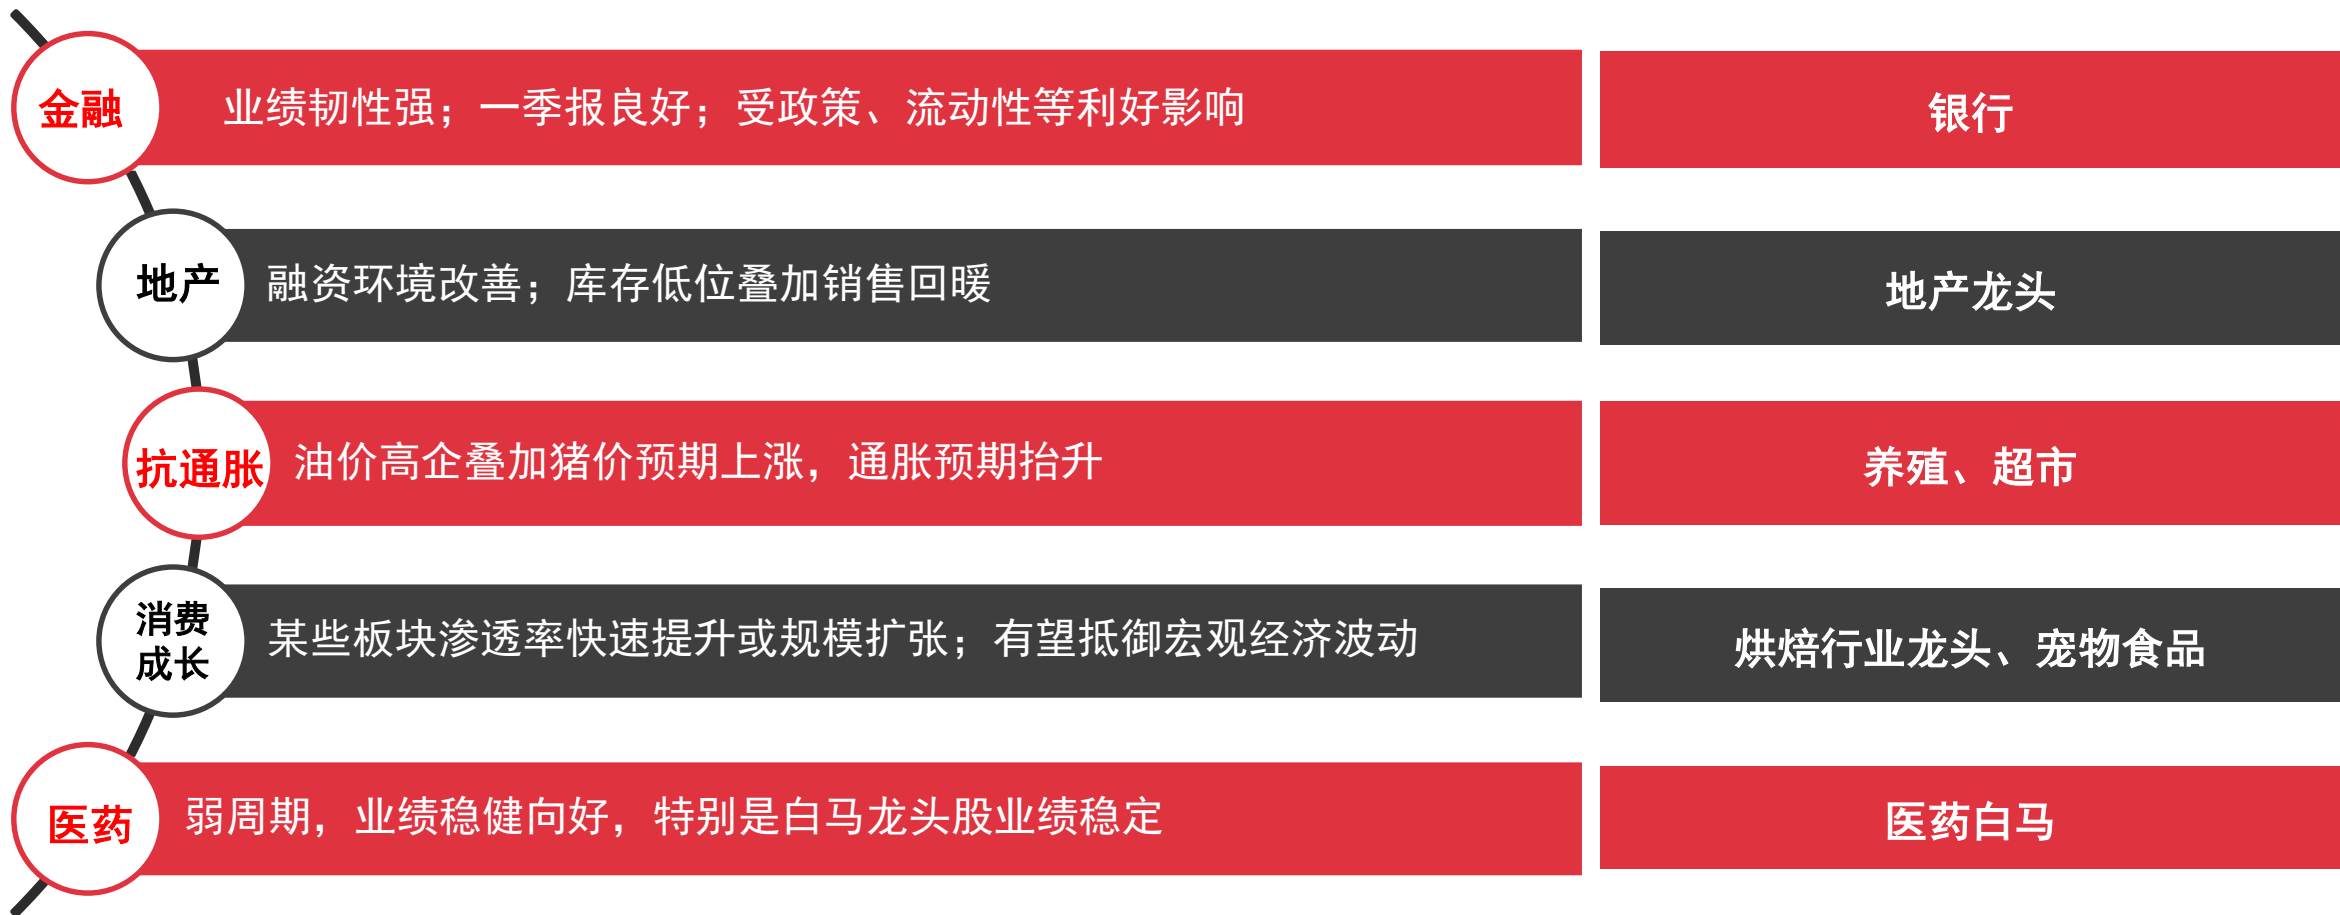 金融
业绩韧性强；一季报良好；受政策、流动性等利好影响
银行
地产
融资环境改善；库存低位叠加销售回暖
地产龙头
抗通胀
油价高企叠加猪价预期上涨，通胀预期抬升
养殖、超市
消费
成长
某些板块渗透率快速提升或规模扩张；有望抵御宏观经济波动
烘焙行业龙头、宠物食品
医药
弱周期，业绩稳健向好，特别是白马龙头股业绩稳定
医药白马